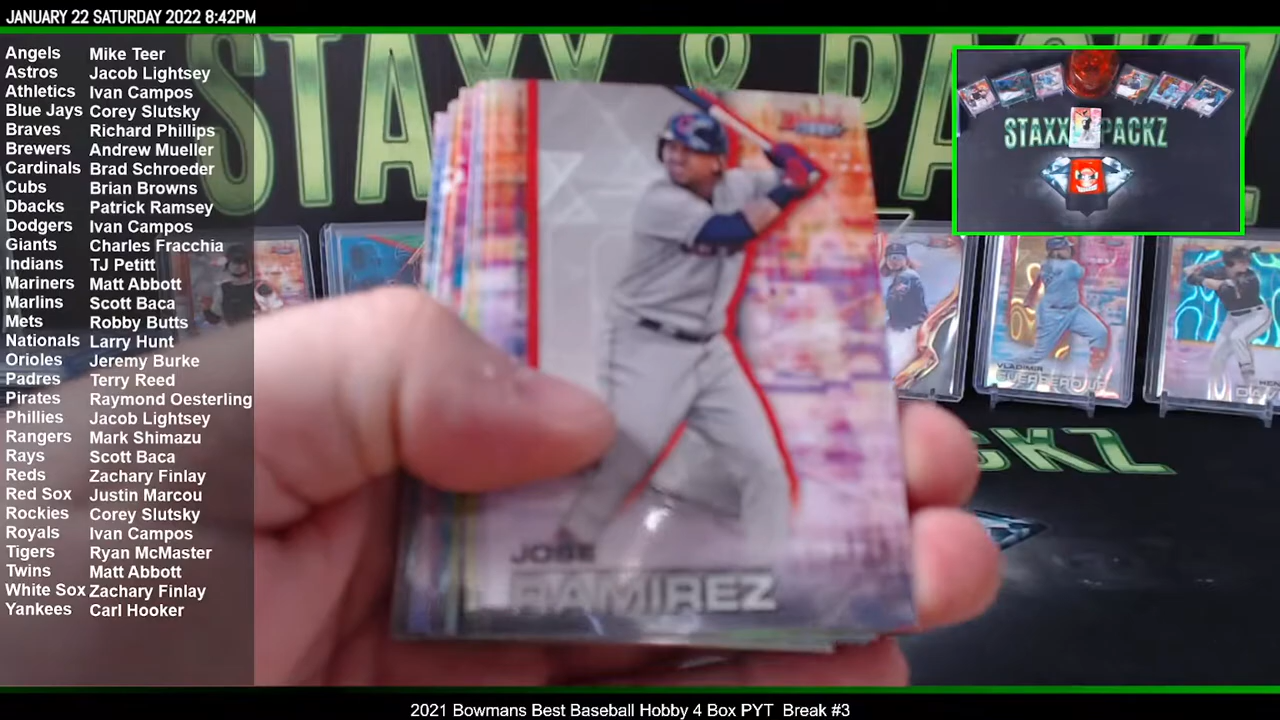 JANUARY 22 SATURDAY 2022 8:42PM
STAXX & PACKZ
Angels Mike Teer
Astros Jacob Lightsey
Athletics Ivan Campos
Blue Jays Corey Slutsky
Braves Richard Phillips
Brewers Andrew Mueller
Cardinals Brad Schroeder
Cubs Brian Browns
Dbacks Patrick Ramsey
Dodgers Ivan Campos
Giants Charles Fracchia
Indians TJ Petitt
Mariners Matt Abbott
Marlins Scott Baca
Mets Robby Butts
Nationals Larry Hunt
Orioles Jeremy Burke
Padres Terry Reed
Pirates Raymond Oesterling
Phillies Jacob Lightsey
Rangers Mark Shimazu
Rays Scott Baca
Reds Zachary Finlay
Red Sox Justin Marcou
Rockies Corey Slutsky
Royals Ivan Campos
Tigers Ryan McMaster
Twins Matt Abbott
White Sox Zachary Finlay
Yankees Carl Hooker
JOSE
RAMIREZ
STAXX PACKZ
VLADIMIR
GUERRERO JR.
CKZ
2021 Bowmans Best Baseball Hobby 4 Box PYT Break #3